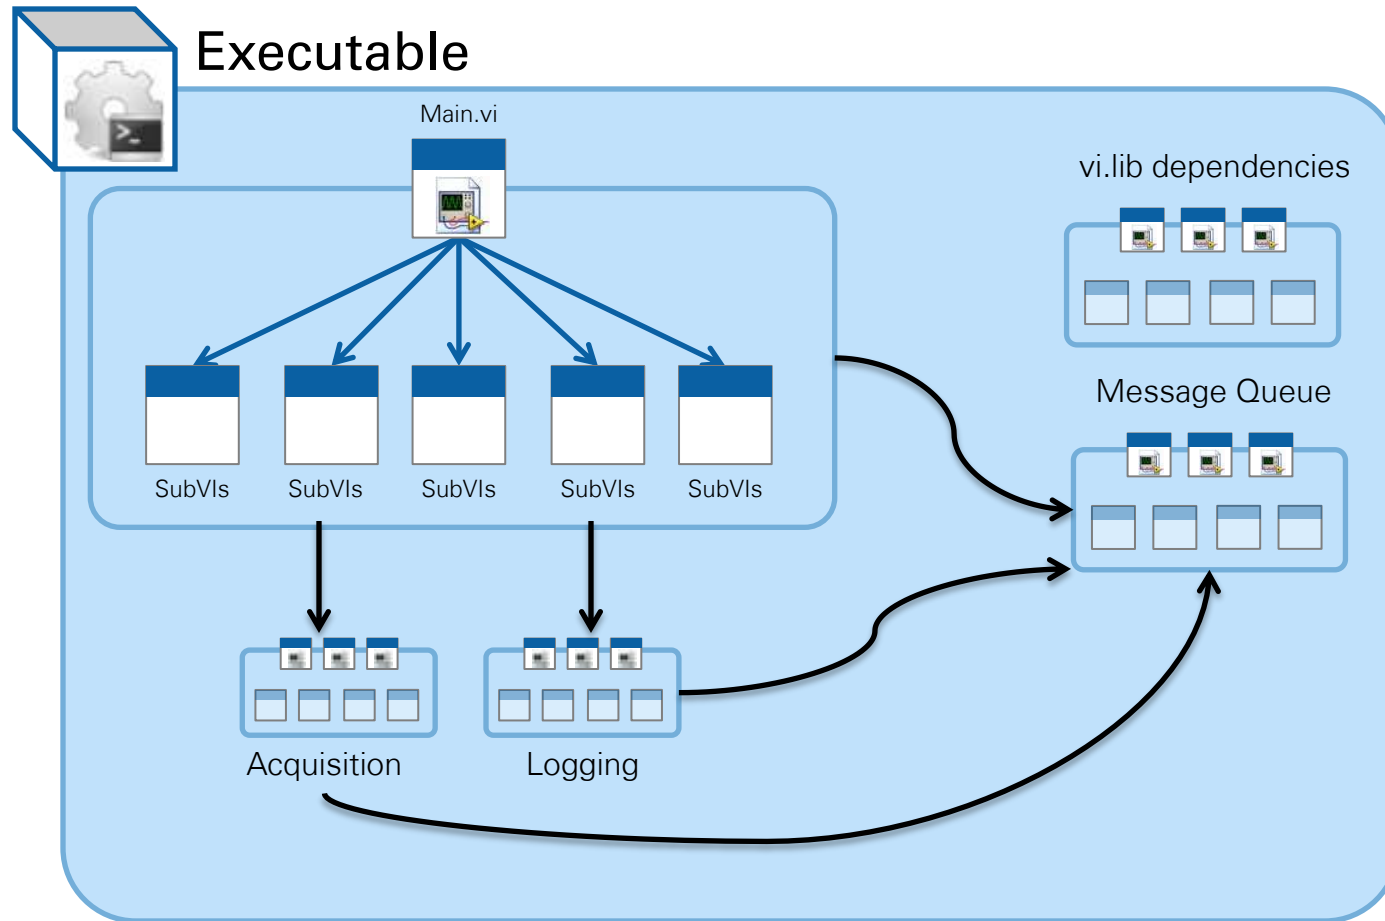 Executable
Main.vi
vi.lib dependencies
Message Queue
SubVIs SubVIs SubVIs SubVIs SubVIs
Acquisition Logging
>_